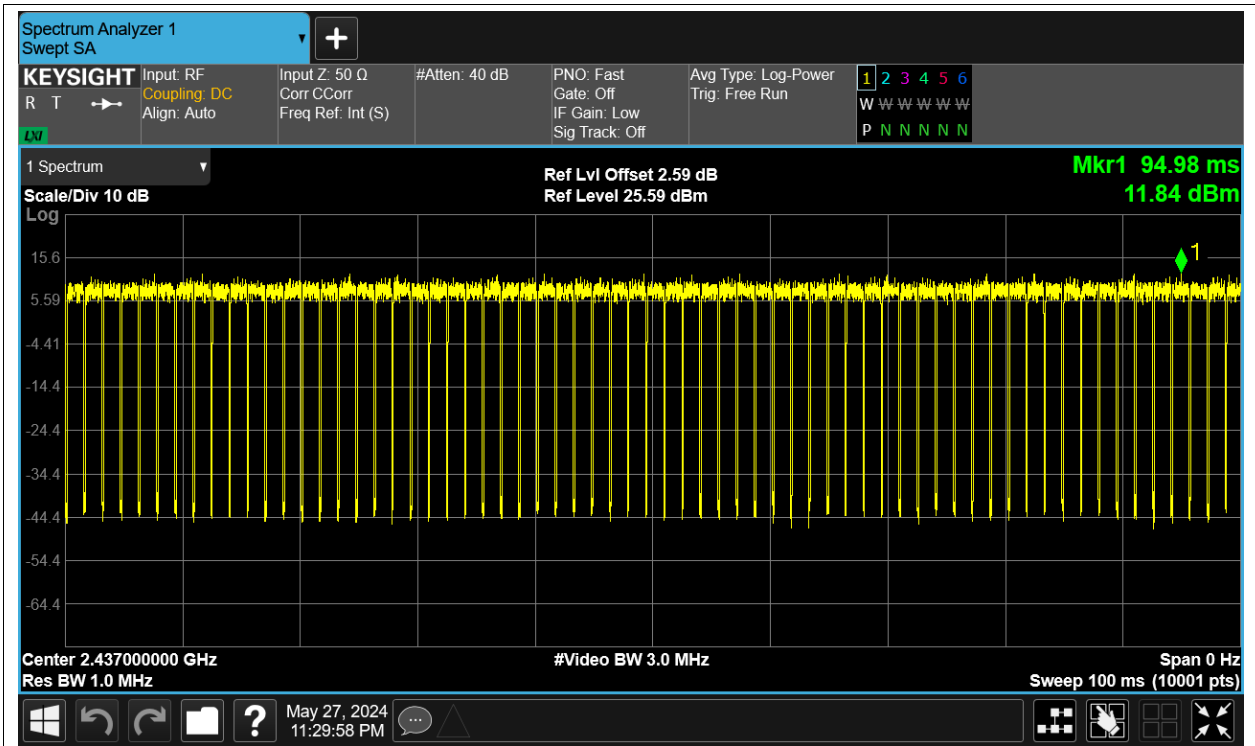 Spectrum Analyzer 1
Swept SA
KEYSIGHT
R T
LXI
Input: RF
Coupling: DC
Align: Auto
Input Z: 50 Ω
Corr CCorr
Freq Ref: Int (S)
#Atten: 40 dB
PNO: Fast
Gate: Off
IF Gain: Low
Sig Track: Off
Avg Type: Log-Power
Trig: Free Run
1 2 3 4 5 6
W W W W W W
P N N N N N
1 Spectrum
Scale/Div 10 dB
Ref Lvl Offset 2.59 dB
Ref Level 25.59 dBm
Mkr1 94.98 ms
11.84 dBm
Log
15.6
5.59
-4.41
-14.4
-24.4
-34.4
-44.4
-54.4
-64.4
1
Center 2.437000000 GHz
#Video BW 3.0 MHz
Span 0 Hz
Res BW 1.0 MHz
Sweep 100 ms (10001 pts)
?
May 27, 2024
11:29:58 PM